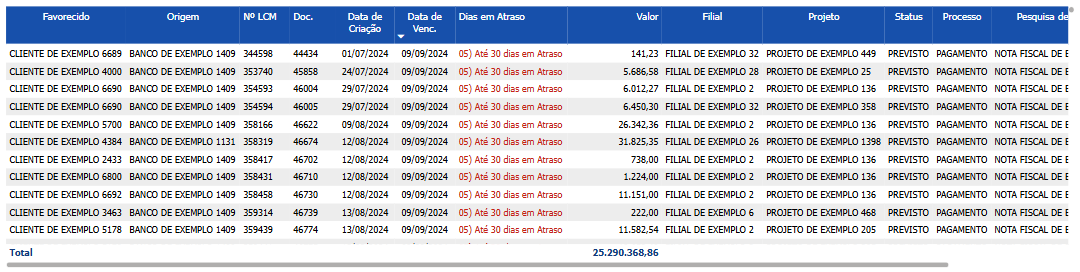 Favorecido Origem Nº LCM Doc. Data de Criação Data de Venc. Dias em Atraso Valor Filial Projeto Status Processo Pesquisa de
CLIENTE DE EXEMPLO 6689 BANCO DE EXEMPLO 1409 344598 44434 01/07/2024 09/09/2024 05) Até 30 dias em Atraso 141,23 FILIAL DE EXEMPLO 32 PROJETO DE EXEMPLO 449 PREVISTO PAGAMENTO NOTA FISCAL DE E
CLIENTE DE EXEMPLO 4000 BANCO DE EXEMPLO 1409 353740 45858 24/07/2024 09/09/2024 05) Até 30 dias em Atraso 5.686,58 FILIAL DE EXEMPLO 28 PROJETO DE EXEMPLO 25 PREVISTO PAGAMENTO NOTA FISCAL DE E
CLIENTE DE EXEMPLO 6690 BANCO DE EXEMPLO 1409 354593 46004 29/07/2024 09/09/2024 05) Até 30 dias em Atraso 6.012,27 FILIAL DE EXEMPLO 2 PROJETO DE EXEMPLO 136 PREVISTO PAGAMENTO NOTA FISCAL DE E
CLIENTE DE EXEMPLO 6690 BANCO DE EXEMPLO 1409 354594 46005 29/07/2024 09/09/2024 05) Até 30 dias em Atraso 6.450,30 FILIAL DE EXEMPLO 32 PROJETO DE EXEMPLO 358 PREVISTO PAGAMENTO NOTA FISCAL DE E
CLIENTE DE EXEMPLO 5700 BANCO DE EXEMPLO 1409 358166 46622 09/08/2024 09/09/2024 05) Até 30 dias em Atraso 26.342,36 FILIAL DE EXEMPLO 2 PROJETO DE EXEMPLO 136 PREVISTO PAGAMENTO NOTA FISCAL DE E
CLIENTE DE EXEMPLO 4384 BANCO DE EXEMPLO 1131 358319 46674 12/08/2024 09/09/2024 05) Até 30 dias em Atraso 31.825,35 FILIAL DE EXEMPLO 26 PROJETO DE EXEMPLO 1398 PREVISTO PAGAMENTO NOTA FISCAL DE E
CLIENTE DE EXEMPLO 2433 BANCO DE EXEMPLO 1409 358417 46702 12/08/2024 09/09/2024 05) Até 30 dias em Atraso 738,00 FILIAL DE EXEMPLO 2 PROJETO DE EXEMPLO 136 PREVISTO PAGAMENTO NOTA FISCAL DE E
CLIENTE DE EXEMPLO 6800 BANCO DE EXEMPLO 1409 358431 46710 12/08/2024 09/09/2024 05) Até 30 dias em Atraso 1.224,00 FILIAL DE EXEMPLO 2 PROJETO DE EXEMPLO 136 PREVISTO PAGAMENTO NOTA FISCAL DE E
CLIENTE DE EXEMPLO 6692 BANCO DE EXEMPLO 1409 358458 46730 12/08/2024 09/09/2024 05) Até 30 dias em Atraso 11.151,00 FILIAL DE EXEMPLO 2 PROJETO DE EXEMPLO 136 PREVISTO PAGAMENTO NOTA FISCAL DE E
CLIENTE DE EXEMPLO 3463 BANCO DE EXEMPLO 1409 359314 46739 13/08/2024 09/09/2024 05) Até 30 dias em Atraso 222,00 FILIAL DE EXEMPLO 6 PROJETO DE EXEMPLO 468 PREVISTO PAGAMENTO NOTA FISCAL DE E
CLIENTE DE EXEMPLO 5178 BANCO DE EXEMPLO 1409 359439 46774 13/08/2024 09/09/2024 05) Até 30 dias em Atraso 11.582,54 FILIAL DE EXEMPLO 2 PROJETO DE EXEMPLO 205 PREVISTO PAGAMENTO NOTA FISCAL DE E
Total 25.290.368,86